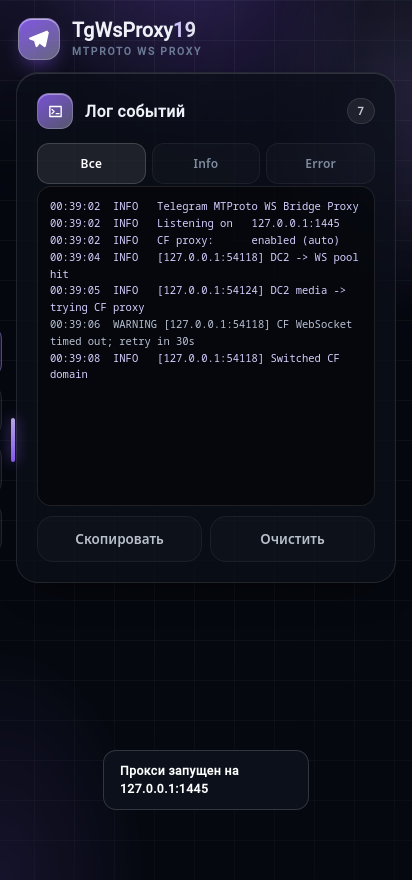 TgWsProxy19
MTPROTO WS PROXY
Лог событий
7
Все
Info
Error
00:39:02  INFO   Telegram MTProto WS Bridge Proxy
00:39:02  INFO   Listening on   127.0.0.1:1445
00:39:02  INFO   CF proxy:      enabled (auto)
00:39:04  INFO   [127.0.0.1:54118] DC2 -> WS pool
hit
00:39:05  INFO   [127.0.0.1:54124] DC2 media ->
trying CF proxy
00:39:06  WARNING [127.0.0.1:54118] CF WebSocket
timed out; retry in 30s
00:39:08  INFO   [127.0.0.1:54118] Switched CF
domain
Скопировать
Очистить
Прокси запущен на
127.0.0.1:1445